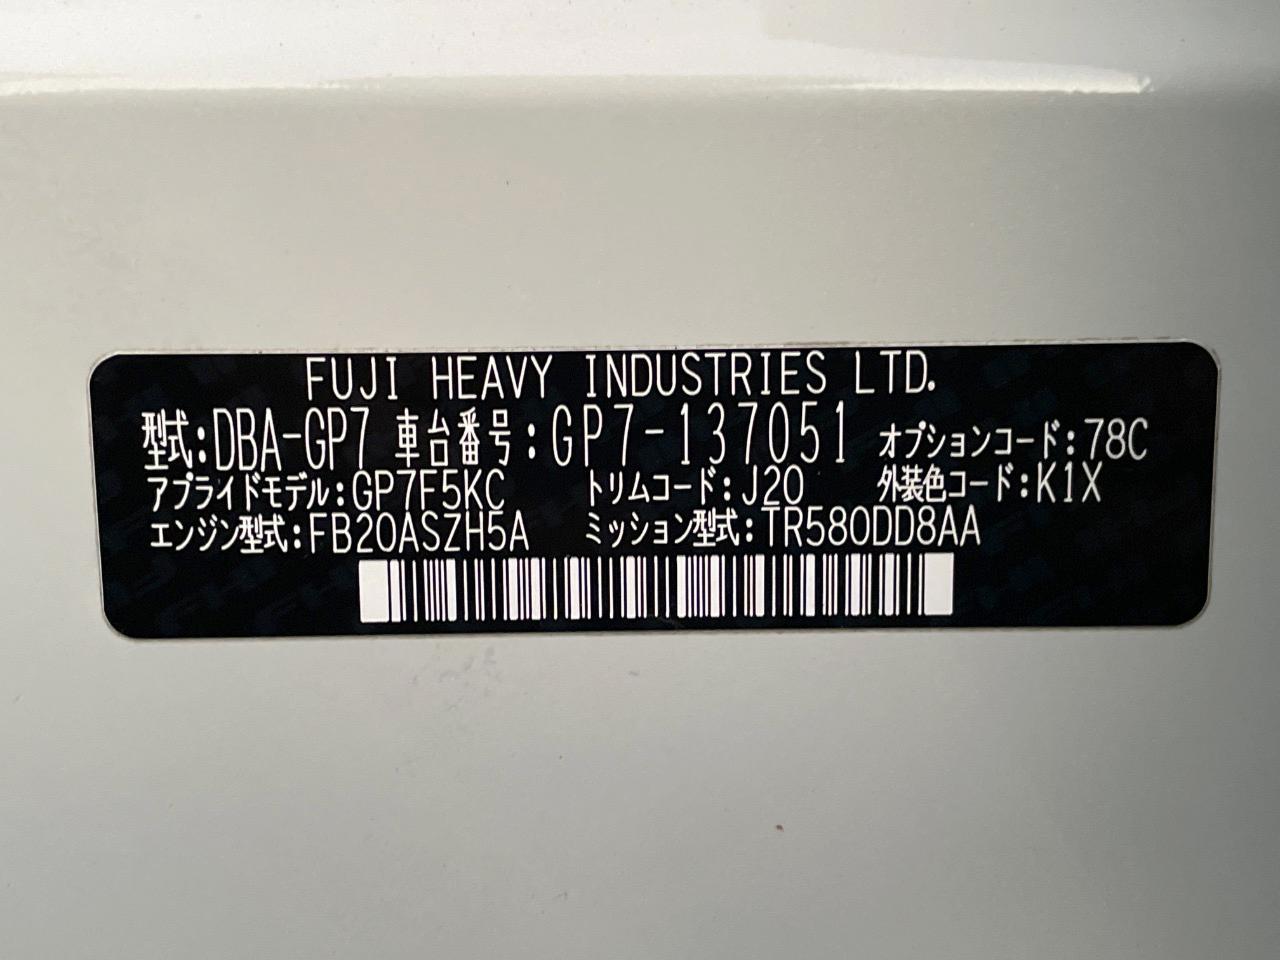 FUJI HEAVY INDUSTRIES LTD.
型式:DBA-GP7 車台番号:GP7-137051 オプションコード:78C
アプライドモデル:GP7F5KC トリムコード:J20 外装色コード:K1X
エンジン型式:FB20ASZH5A ミッション型式:TR580DD8AA